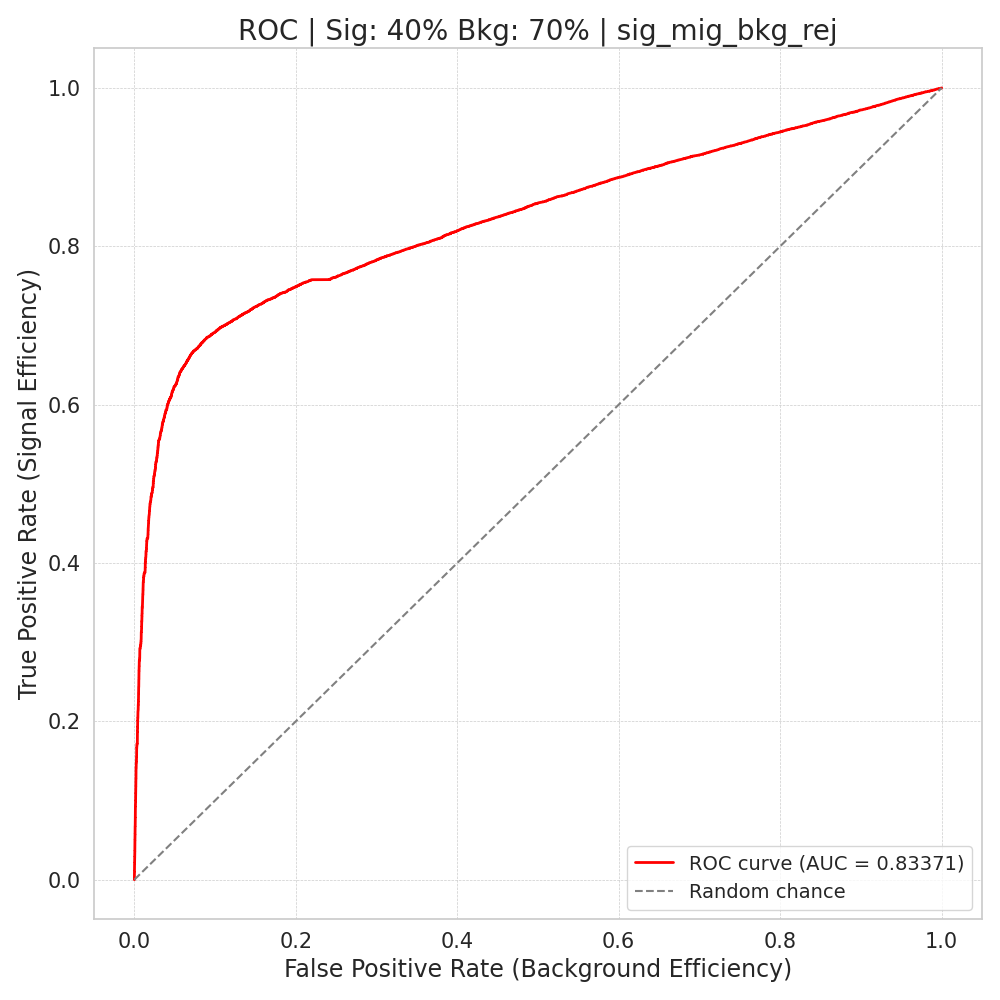 ROC | Sig: 40% Bkg: 70% | sig_mig_bkg_rej
True Positive Rate (Signal Efficiency)
1.0
0.8
0.6
0.4
0.2
0.0
0.0 0.2 0.4 0.6 0.8 1.0
False Positive Rate (Background Efficiency)
ROC curve (AUC = 0.83371)
Random chance